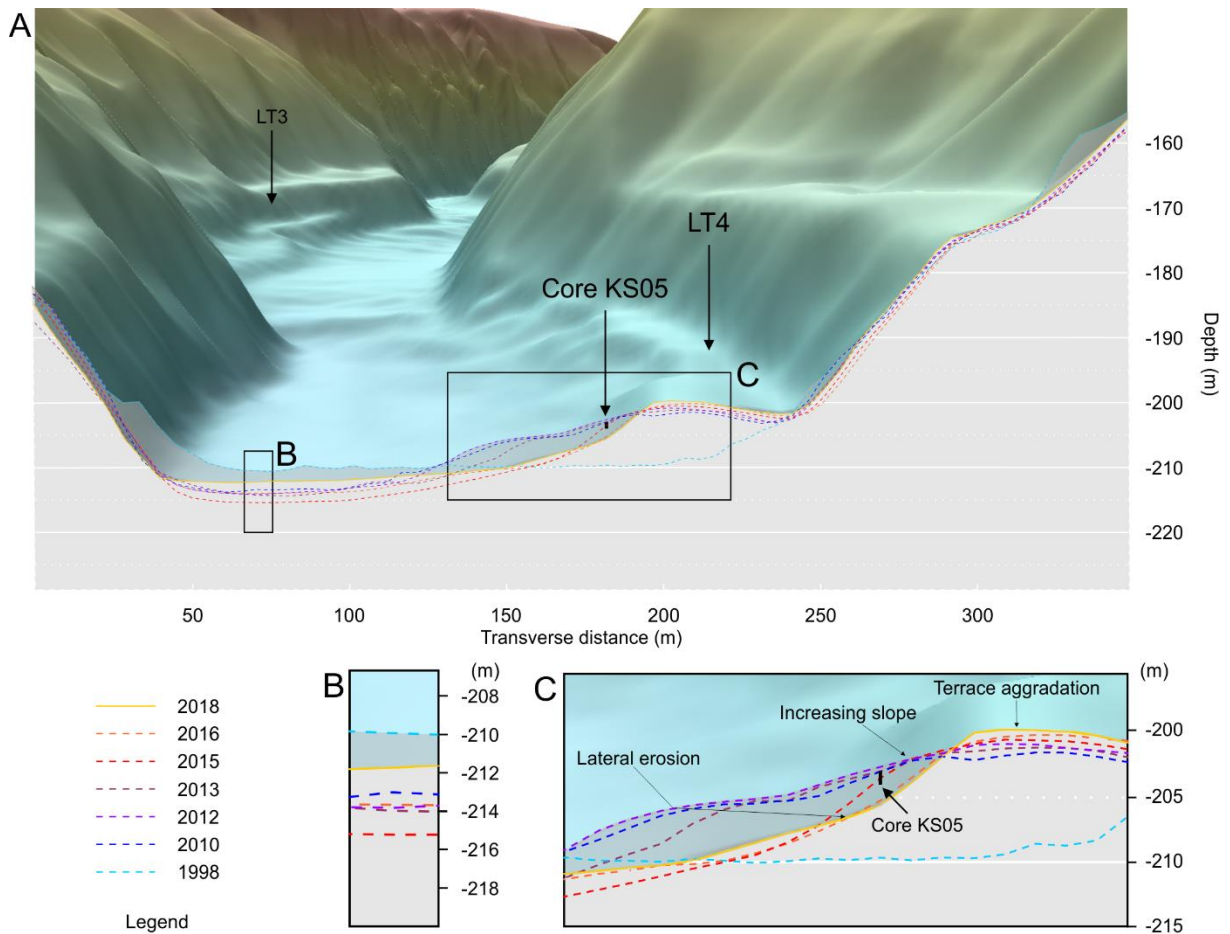 A
LT3
LT4
Core KS05
C
B
-160
-170
-180
-190
-200
-210
-220
Depth (m)
50 100 150 200 250 300
Transverse distance (m)
2018
2016
2015
2013
2012
2010
1998
Legend
B
(m)
-208
-210
-212
-214
-216
-218
C
(m)
Terrace aggradation
Increasing slope
Lateral erosion
Core KS05
-200
-205
-210
-215